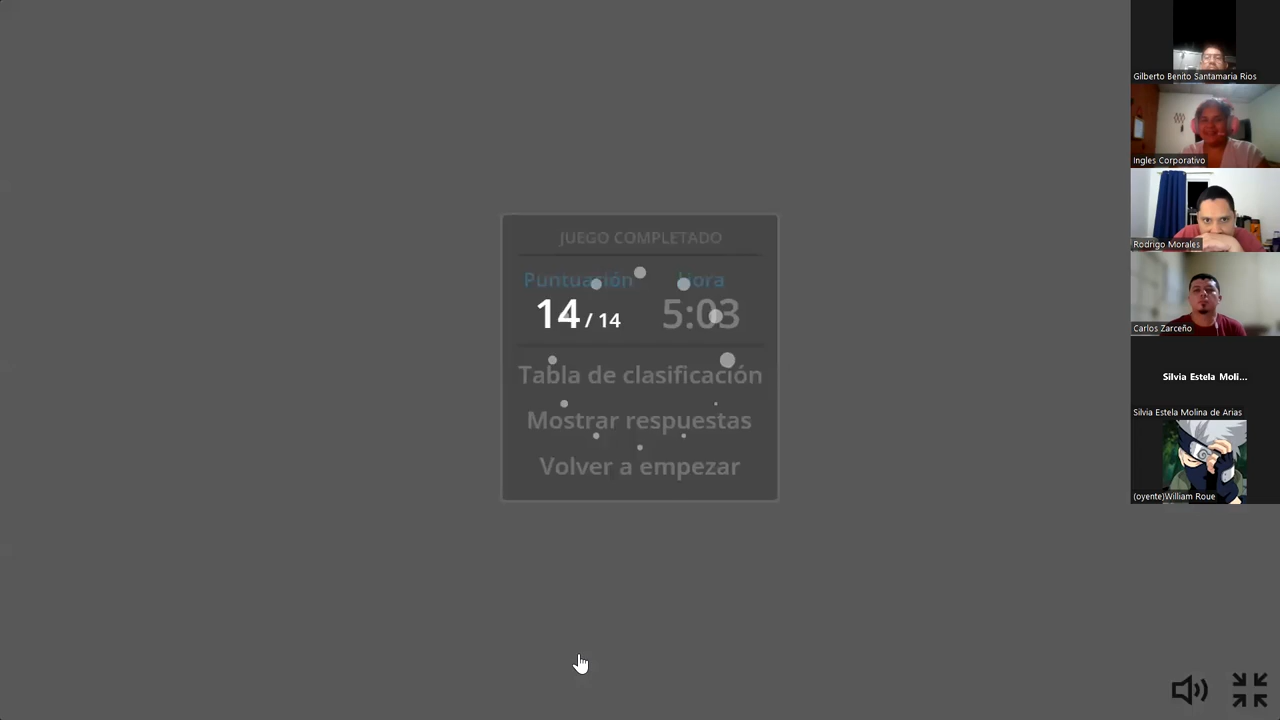 JUEGO COMPLETADO
Puntuación Hora
14 / 14 5:03
Tabla de clasificación
Mostrar respuestas
Volver a empezar
Gilberto Benito Santamaria Rios
Ingles Corporativo
Rodrigo Morales
Carlos Zarceño
Silvia Estela Moli...
Silvia Estela Molina de Arias
(oyente)William Roue